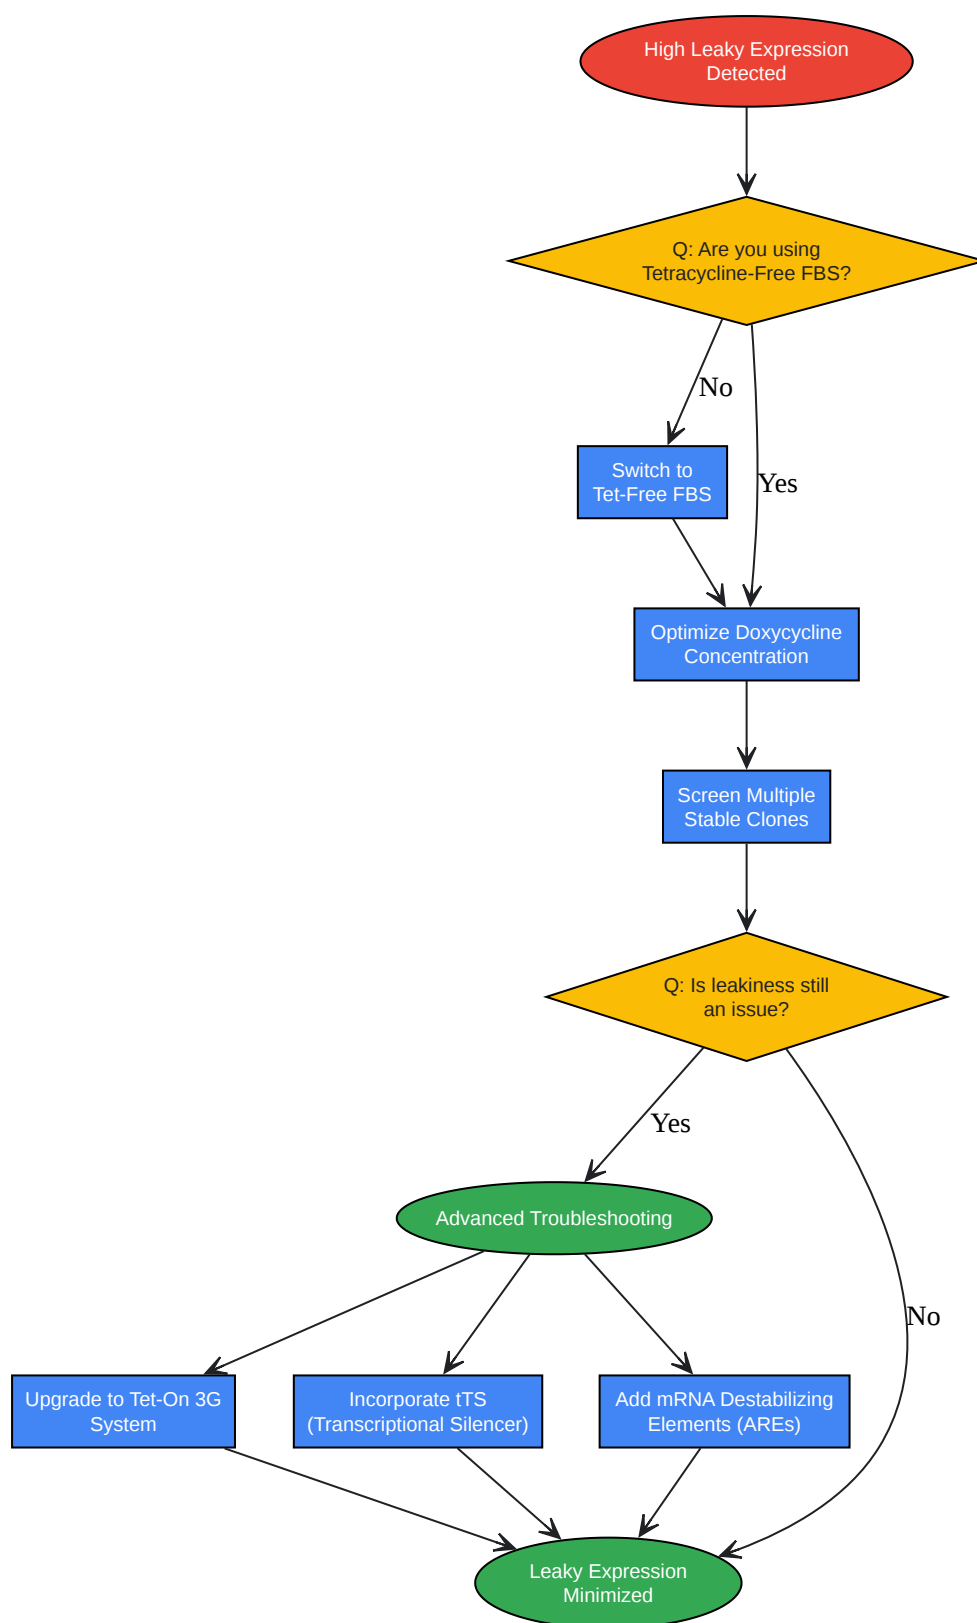 High Leaky Expression
Detected
Q: Are you using
Tetracycline-Free FBS?
No
Switch to
Tet-Free FBS
Yes
Optimize Doxycycline
Concentration
Screen Multiple
Stable Clones
Q: Is leakiness still
an issue?
Yes
Advanced Troubleshooting
No
Upgrade to Tet-On 3G
System
Incorporate tTS
(Transcriptional Silencer)
Add mRNA Destabilizing
Elements (AREs)
Leaky Expression
Minimized